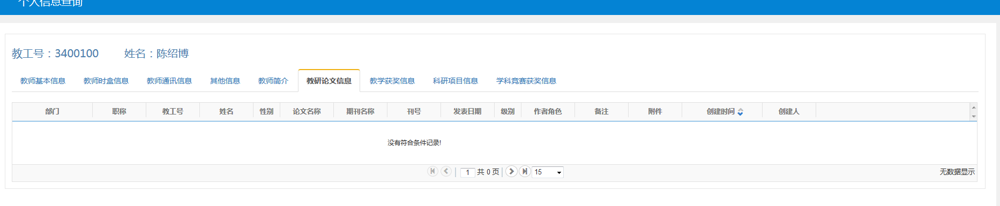 个人信息查询
教工号：3400100 姓名：陈绍博
教师基本信息 教师时盒信息 教师通讯信息 其他信息 教师简介 教研论文信息 教学获奖信息 科研项目信息 学科竞赛获奖信息
部门 职称 教工号 姓名 性别 论文名称 期刊名称 刊号 发表日期 级别 作者角色 备注 附件 创建时间 创建人
没有符合条件记录!
1 共 0 页 15 无数据显示